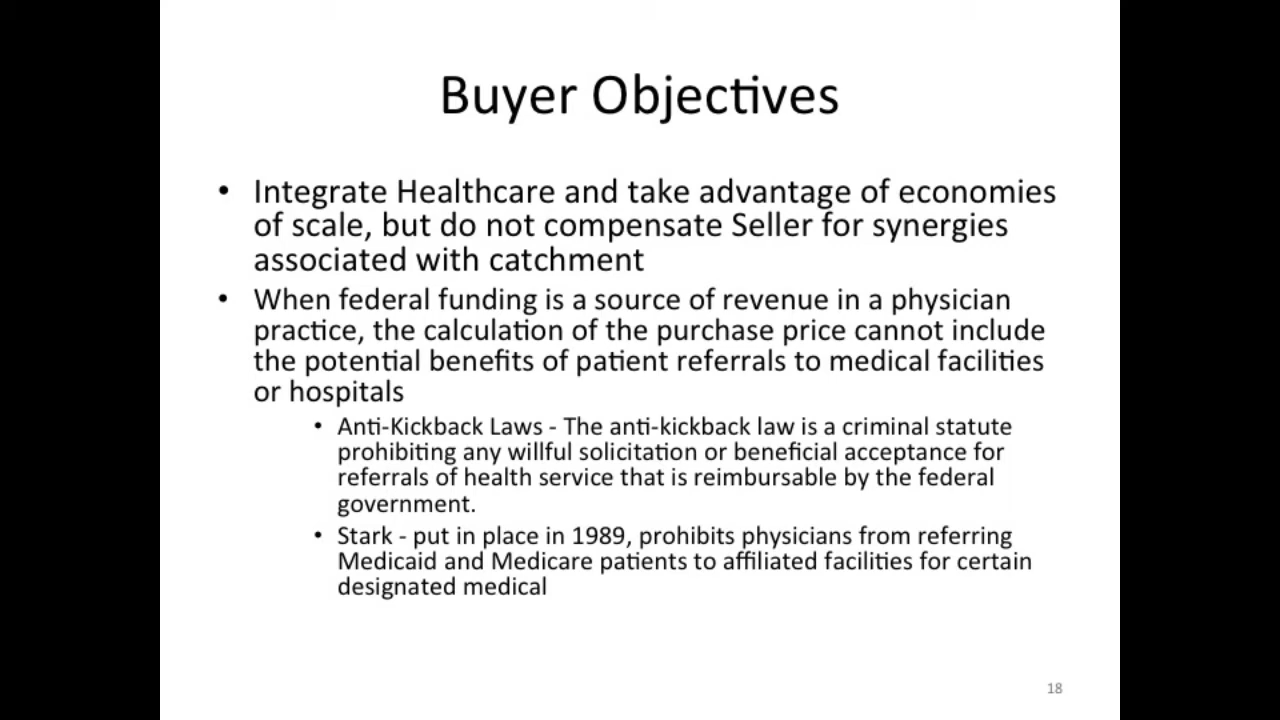 Buyer Objectives
• Integrate Healthcare and take advantage of economies
of scale, but do not compensate Seller for synergies
associated with catchment
• When federal funding is a source of revenue in a physician
practice, the calculation of the purchase price cannot include
the potential benefits of patient referrals to medical facilities
or hospitals
• Anti-Kickback Laws - The anti-kickback law is a criminal statute
prohibiting any willful solicitation or beneficial acceptance for
referrals of health service that is reimbursable by the federal
government.
• Stark - put in place in 1989, prohibits physicians from referring
Medicaid and Medicare patients to affiliated facilities for certain
designated medical
18